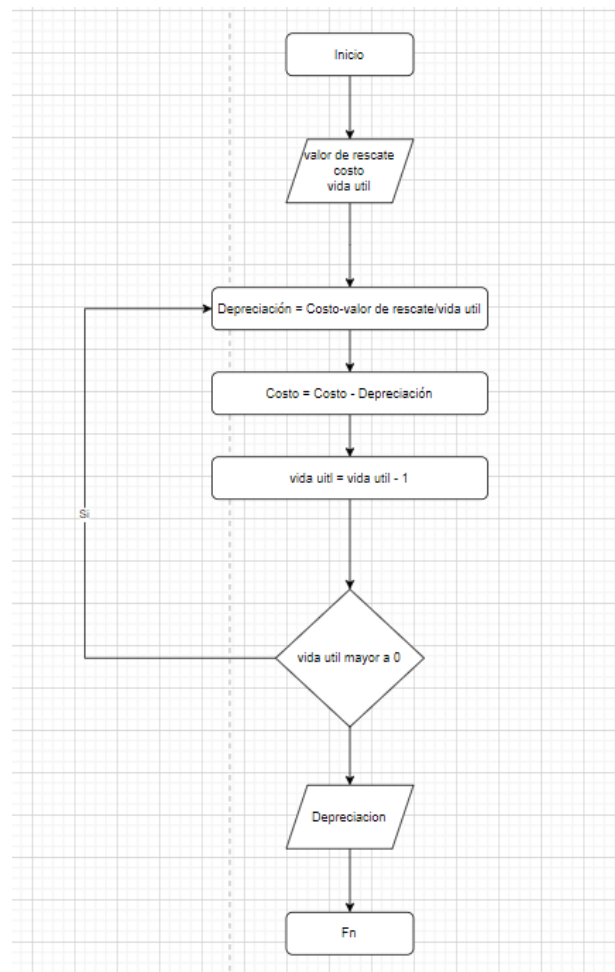 Inicio
valor de rescate
costo
vida util
Depreciación = Costo-valor de rescate/vida util
Costo = Costo - Depreciación
vida uitl = vida util - 1
Si
vida util mayor a 0
Depreciacion
Fn